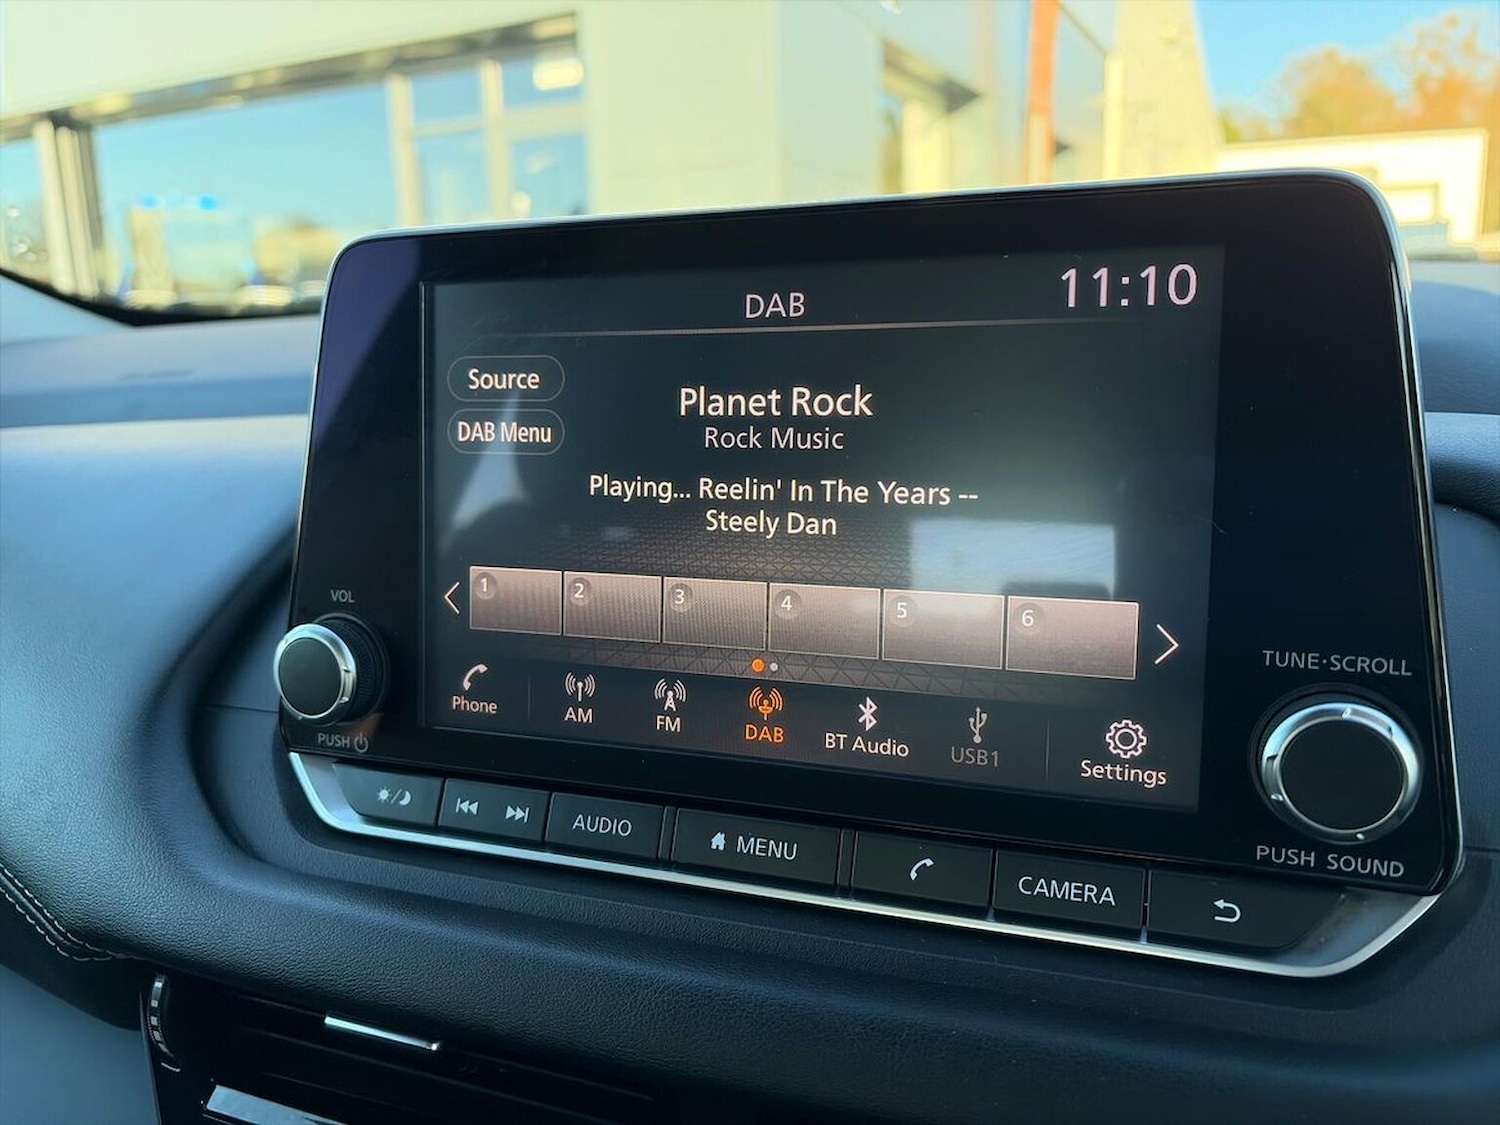 DAB
11:10
Source
DAB Menu
Planet Rock
Rock Music
Playing... Reelin' In The Years --
Steely Dan
1 2 3 4 5 6
Phone AM FM DAB BT Audio USB1 Settings
VOL
PUSH
TUNE·SCROLL
PUSH SOUND
AUDIO
MENU
CAMERA